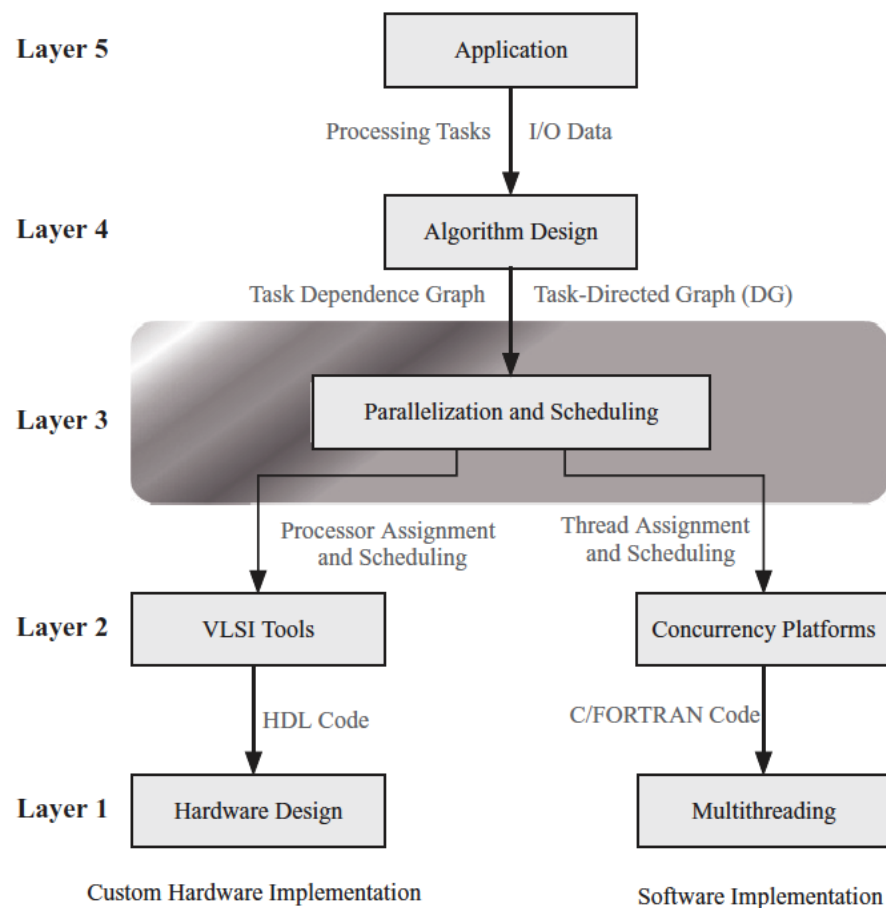 Layer 5
Application
Processing Tasks
I/O Data
Layer 4
Algorithm Design
Task Dependence Graph
Task-Directed Graph (DG)
Layer 3
Parallelization and Scheduling
Processor Assignment
and Scheduling
Thread Assignment
and Scheduling
Layer 2
VLSI Tools
Concurrency Platforms
HDL Code
C/FORTRAN Code
Layer 1
Hardware Design
Multithreading
Custom Hardware Implementation
Software Implementation